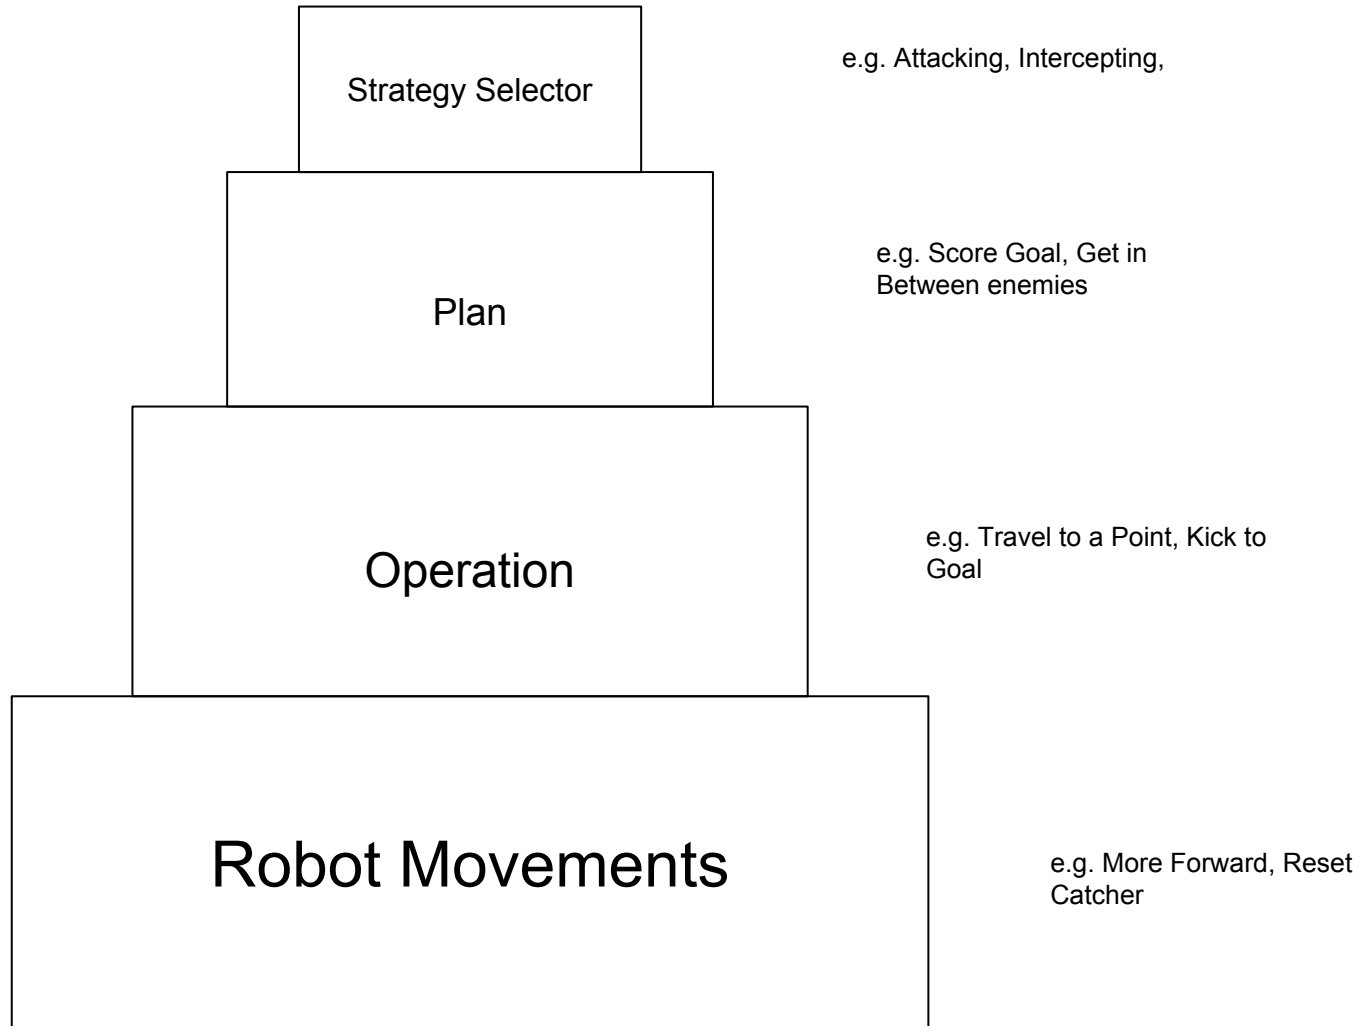 Strategy Selector
e.g. Attacking, Intercepting,
Plan
e.g. Score Goal, Get in
Between enemies
Operation
e.g. Travel to a Point, Kick to
Goal
Robot Movements
e.g. More Forward, Reset
Catcher